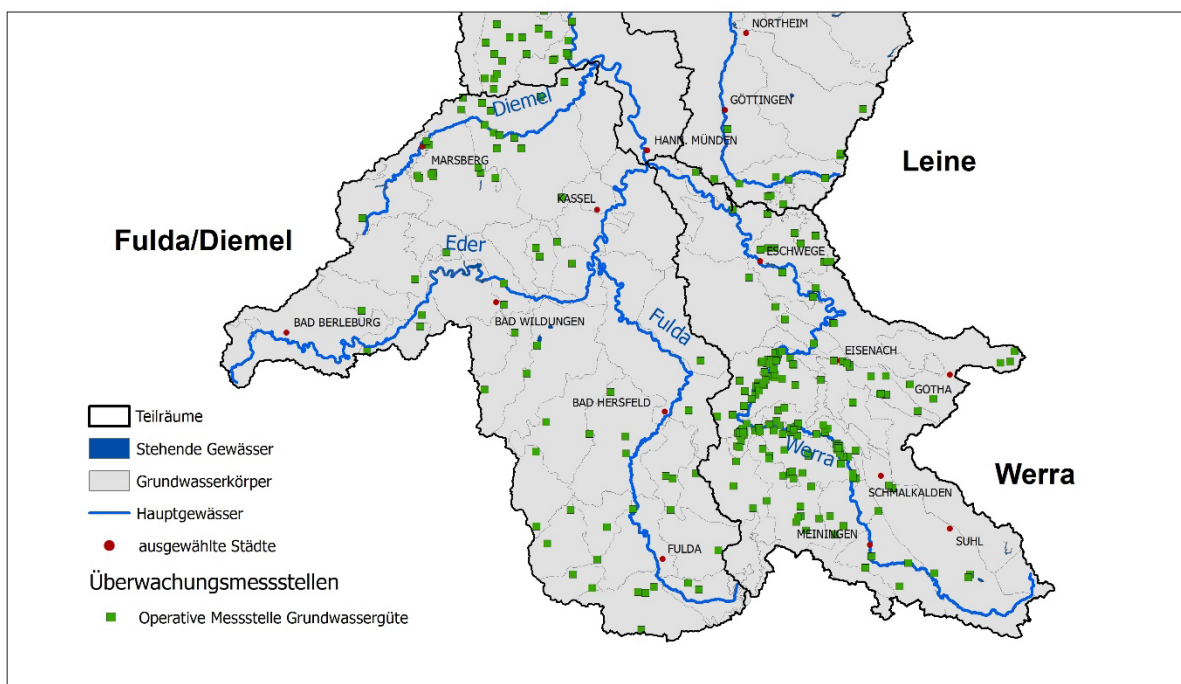 NORTHEIM
Diemel
GÖTTINGEN
HANN. MÜNDEN
MARSBERG
Leine
KASSEL
Fulda/Diemel
Eder
ESCHWEGE
BAD BERLEBURG
BAD WILDUNGEN
Fulda
EISENACH
GOTHA
BAD HERSFELD
Teilräume
Stehende Gewässer
Werra
Werra
Grundwasserkörper
SCHMALKALDEN
Hauptgewässer
MEININGEN
SUHL
ausgewählte Städte
FULDA
Überwachungsmessstellen
Operative Messstelle Grundwassergüte